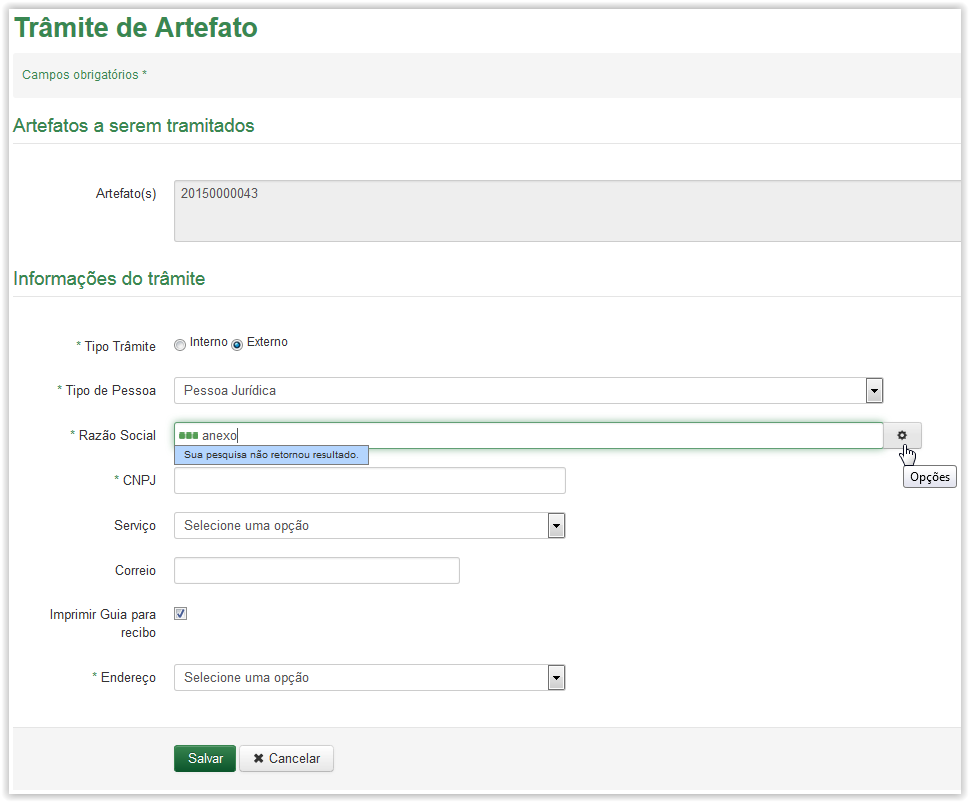 Trâmite de Artefato
Campos obrigatórios *
Artefatos a serem tramitados
Artefato(s)
20150000043
Informações do trâmite
* Tipo Trâmite
Interno
Externo
* Tipo de Pessoa
Pessoa Jurídica
* Razão Social
anexo
Sua pesquisa não retornou resultado.
Opções
* CNPJ
Serviço
Selecione uma opção
Correio
Imprimir Guia para
recibo
* Endereço
Selecione uma opção
Salvar
Cancelar